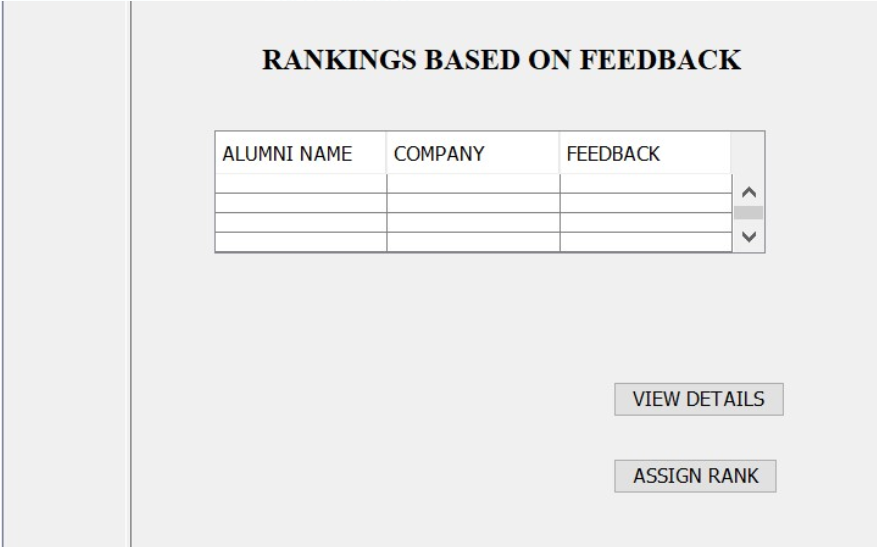 RANKINGS BASED ON FEEDBACK
ALUMNI NAME COMPANY FEEDBACK
VIEW DETAILS
ASSIGN RANK